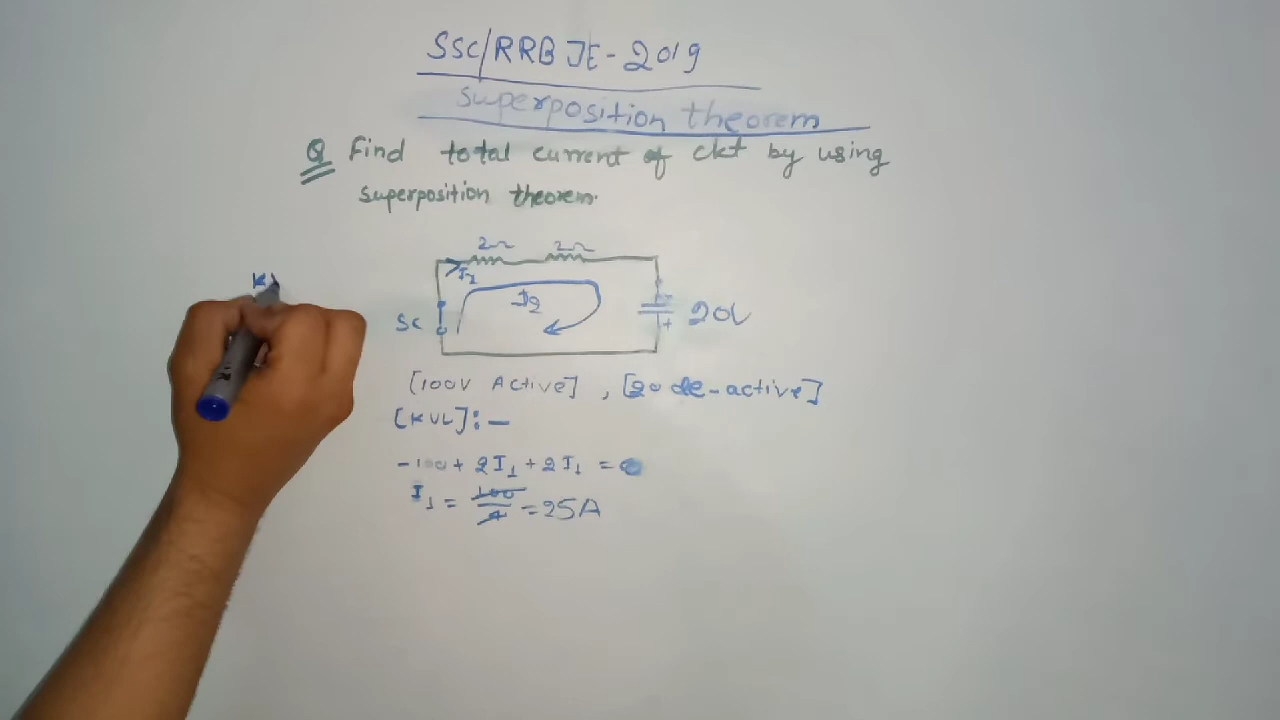 SSC/RRB JE-2019
superposition theorem
Q Find total current of ckt by using
superposition theorem.
2Ω 2Ω
I2
I2
SC
+
20V
[100V Active] , [20 de-active]
[KVL]:-
-100+ 2I1 +2I1 =0
I1 = 100/4 =25A